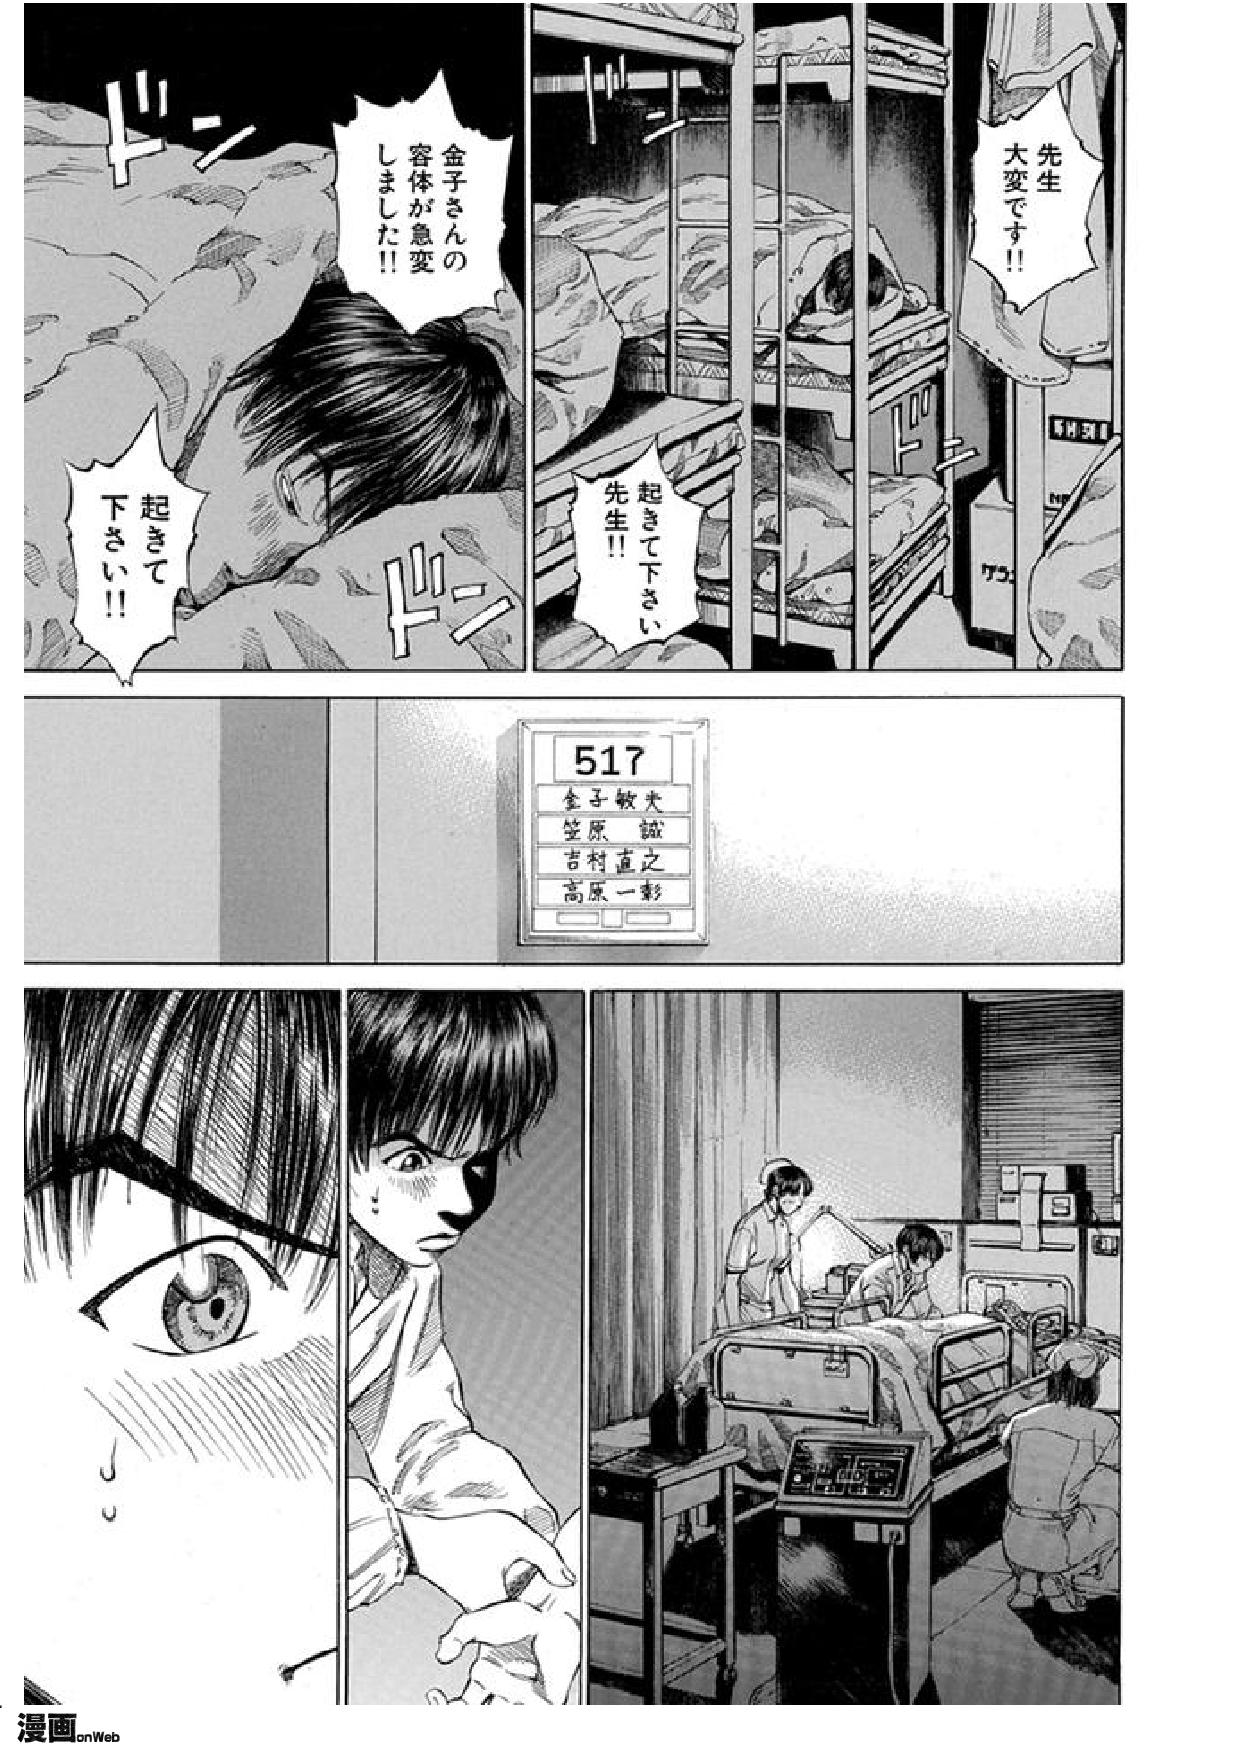 先生
大変です!!
起きて下さい
先生!!
ドン
ドン
金子さんの
容体が急変
しました!!
ドン
起きて
下さい!!
ドン
517
金子敏夫
笠原 誠
吉村直之
高原一彰
漫画onWeb